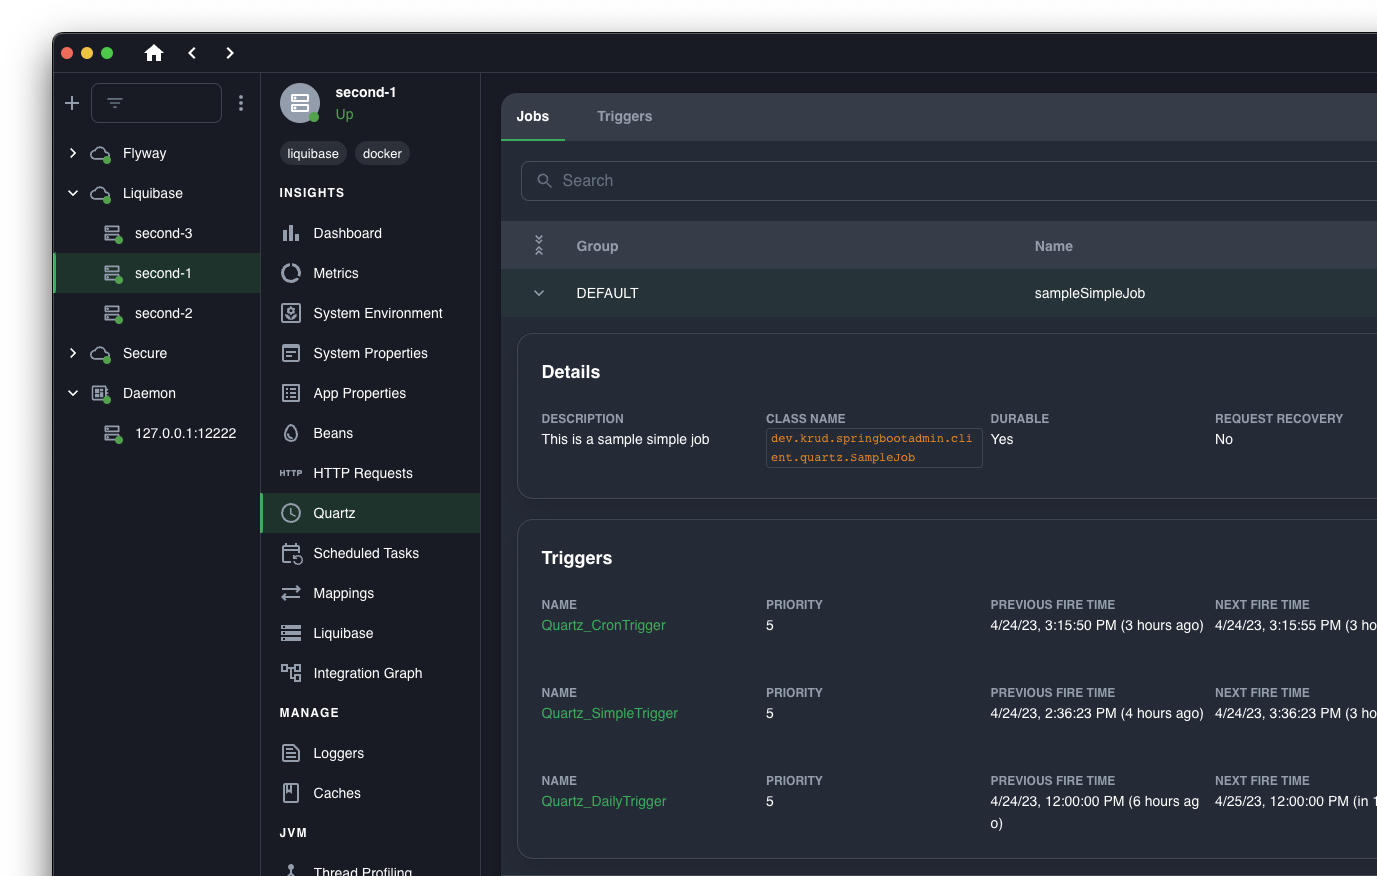 second-1
Up
liquibase docker
Flyway
Liquibase
second-3
second-1
second-2
Secure
Daemon
127.0.0.1:12222
INSIGHTS
Dashboard
Metrics
System Environment
System Properties
App Properties
Beans
HTTP HTTP Requests
Quartz
Scheduled Tasks
Mappings
Liquibase
Integration Graph
MANAGE
Loggers
Caches
JVM
Thread Profiling
Jobs Triggers
Search
Group Name
DEFAULT sampleSimpleJob
Details
DESCRIPTION CLASS NAME DURABLE REQUEST RECOVERY
This is a sample simple job dev.krud.springbootadmin.cli Yes No
ent.quartz.SampleJob
Triggers
NAME PRIORITY PREVIOUS FIRE TIME NEXT FIRE TIME
Quartz_CronTrigger 5 4/24/23, 3:15:50 PM (3 hours ago) 4/24/23, 3:15:55 PM (3 ho
NAME PRIORITY PREVIOUS FIRE TIME NEXT FIRE TIME
Quartz_SimpleTrigger 5 4/24/23, 2:36:23 PM (4 hours ago) 4/24/23, 3:36:23 PM (3 ho
NAME PRIORITY PREVIOUS FIRE TIME NEXT FIRE TIME
Quartz_DailyTrigger 5 4/24/23, 12:00:00 PM (6 hours ag 4/25/23, 12:00:00 PM (in 1
o)